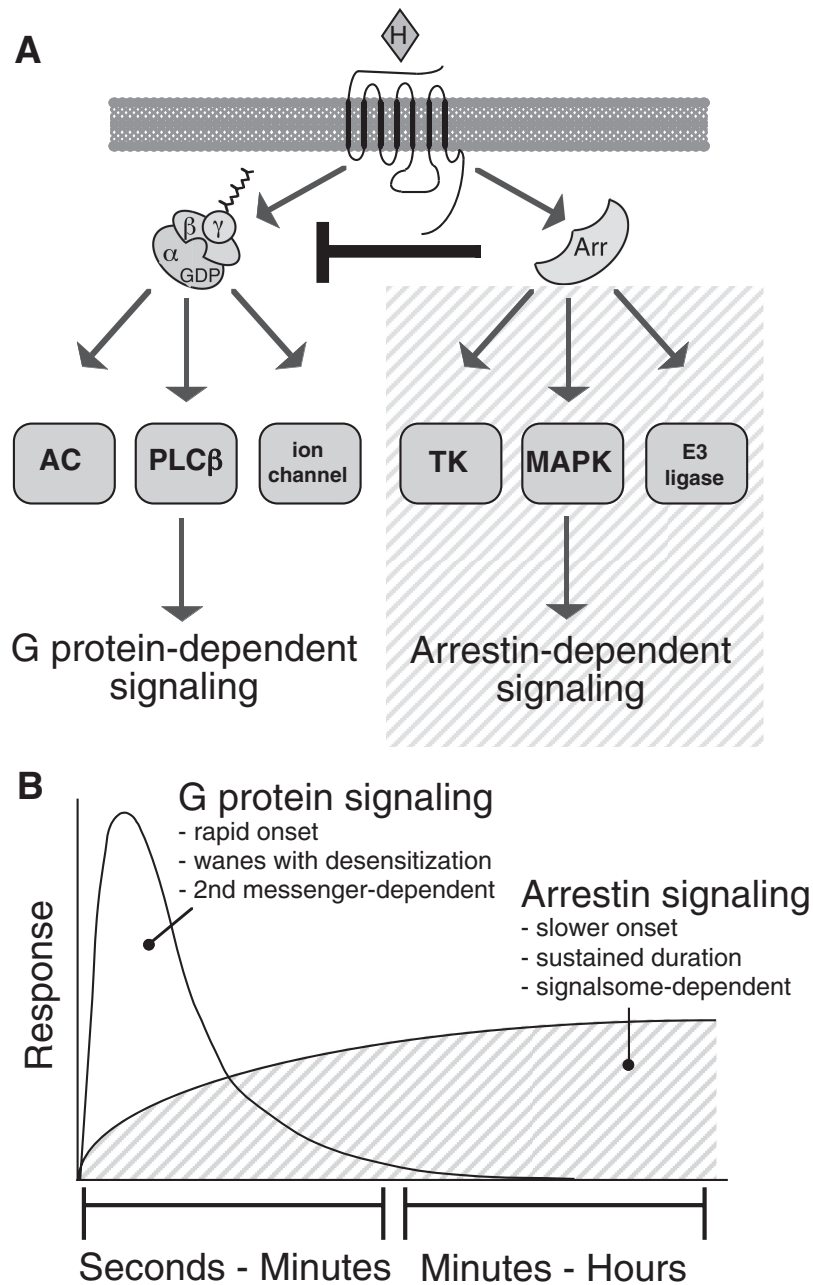 A
H
β γ
α
GDP
Arr
AC
PLCβ
ion
channel
TK
MAPK
E3
ligase
G protein-dependent
signaling
Arrestin-dependent
signaling
B
G protein signaling
- rapid onset
- wanes with desensitization
- 2nd messenger-dependent
Arrestin signaling
- slower onset
- sustained duration
- signalsome-dependent
Response
Seconds - Minutes
Minutes - Hours